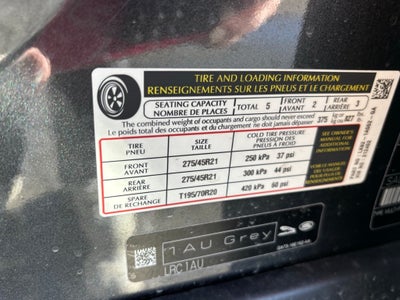 TIRE AND LOADING INFORMATION
RENSEIGNEMENTS SUR LES PNEUS ET LE CHARGEMENT
SEATING CAPACITY
NOMBRE DE PLACES
TOTAL 5
FRONT
AVANT 2
REAR
ARRIÈRE 3
The combined weight of occupants and cargo should never exceed 375 kg or 827
Le poids total des occupants et du chargement ne doit jamais dépasser
TIRE
PNEU
SIZE
TAILLE
COLD TIRE PRESSURE
PRESSION DES
PNEUS À FROID
SEE OWNER'S
MANUAL FOR
ADDITIONAL
INFORMATION
FRONT
AVANT
275/45R21
250 kPa 37 psi
REAR
ARRIÈRE
275/45R21
300 kPa 44 psi
SPARE
DE RECHANGE
T195/70R20
420 kPa 60 psi
1AU Grey
LRC1AU